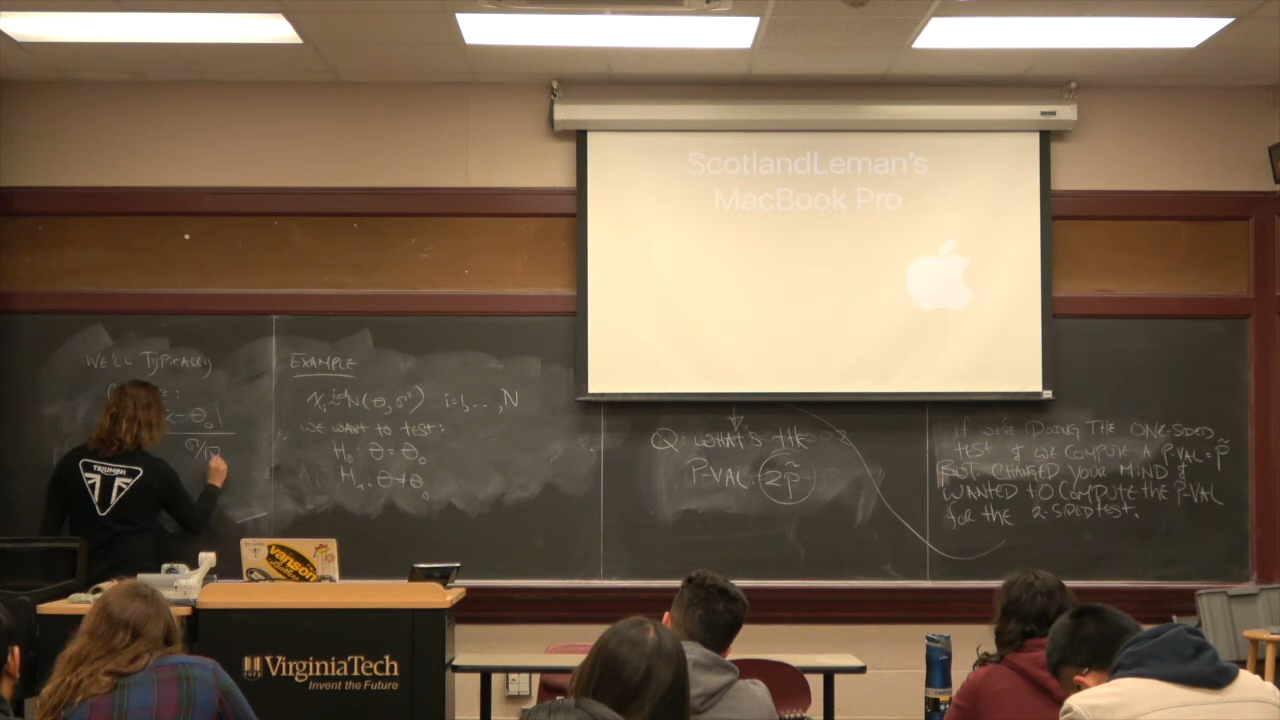 ScotlandLeman's
MacBook Pro
WE'LL TYPICALLY
- θ₀|
σ/√n
TRIUMPH
EXAMPLE
Xᵢ iid N(θ, σ²) i=1,...,N
WE WANT TO TEST:
H₀: θ = θ₀
Hₐ: θ ≠ θ₀
Q: WHAT'S THE
P-VAL: 2p̃
IF WE'RE DOING THE ONE-SIDED
TEST & WE COMPUTE A P-VAL = p̃
BUT CHANGED YOUR MIND &
WANTED TO COMPUTE THE P-VAL
FOR THE 2-SIDED TEST.
vanson
VirginiaTech
Invent the Future